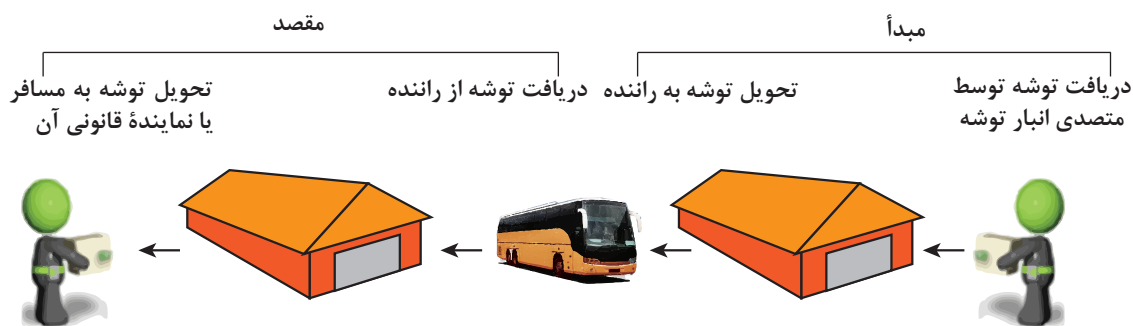 مبدأ
مقصد
دریافت توشه توسط
متصدی انبار توشه
تحویل توشه به راننده
دریافت توشه از راننده
تحویل توشه به مسافر
یا نمایندهٔ قانونی آن